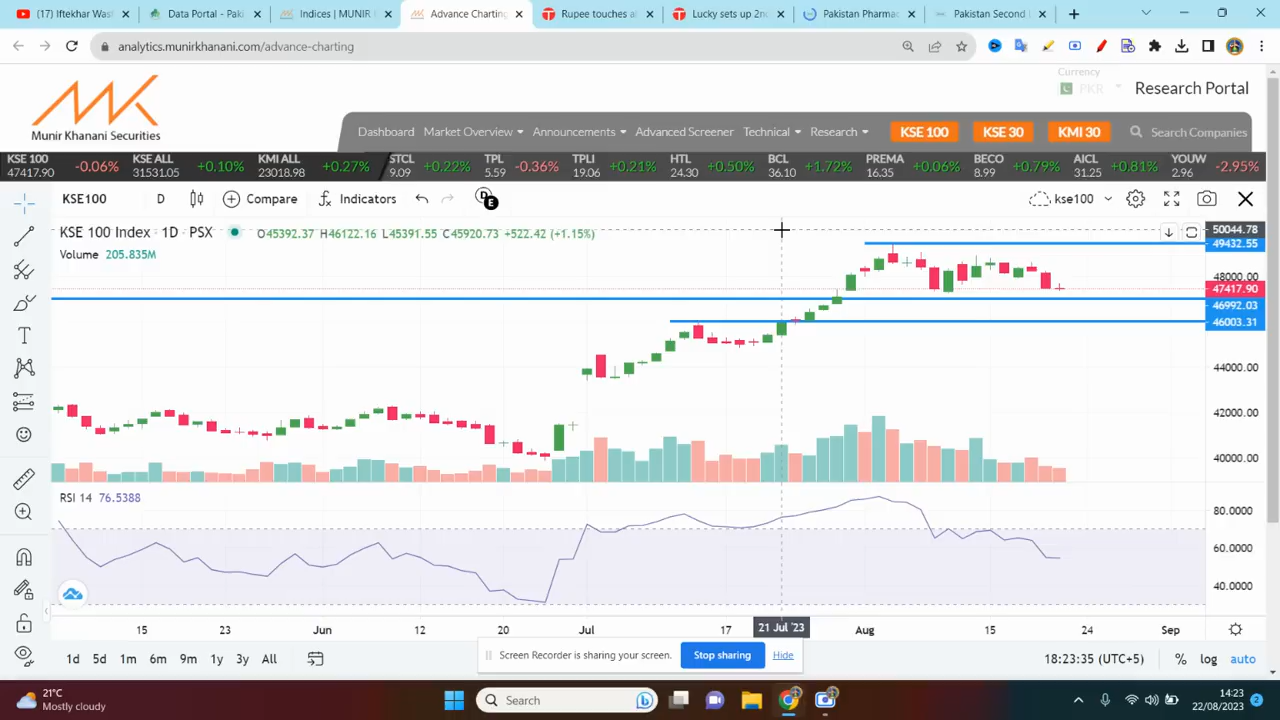 Iftekhar Was
Data Portal - Pak
Indices | MUNIR
Advance Charting
Rupee touches al
Lucky sets up 2nd
Pakistan Pharmac
Pakistan Second L
analytics.munirkhanani.com/advance-charting
Munir Khanani Securities
Currency
PKR
Research Portal
Dashboard Market Overview Announcements Advanced Screener Technical Research KSE 100 KSE 30 KMI 30 Search Companies
KSE 100 47417.90 -0.06% KSE ALL 31531.05 +0.10% KMI ALL 23018.98 +0.27% STCL 9.09 +0.22% TPL 5.59 -0.36% TPLI 19.06 +0.21% HTL 24.30 +0.50% BCL 36.10 +1.72% PREMA 16.35 +0.06% BECO 8.99 +0.79% AICL 31.25 +0.81% YOUW 2.96 -2.95%
KSE100 D Compare Indicators D E kse100
KSE 100 Index · 1D · PSX O45392.37 H46122.16 L45391.55 C45920.73 +522.42 (+1.15%)
Volume 205.835M
50044.78
49432.55
48000.00
47417.90
46992.03
46003.31
44000.00
42000.00
40000.00
RSI 14 76.5388
80.0000
60.0000
40.0000
15 23 Jun 12 20 Jul 17 21 Jul '23 Aug 15 24 Sep
1d 5d 1m 6m 9m 1y 3y All
Screen Recorder is sharing your screen. Stop sharing Hide
18:23:35 (UTC+5) % log auto
21°C
Mostly cloudy
Search
14:23
22/08/2023
2